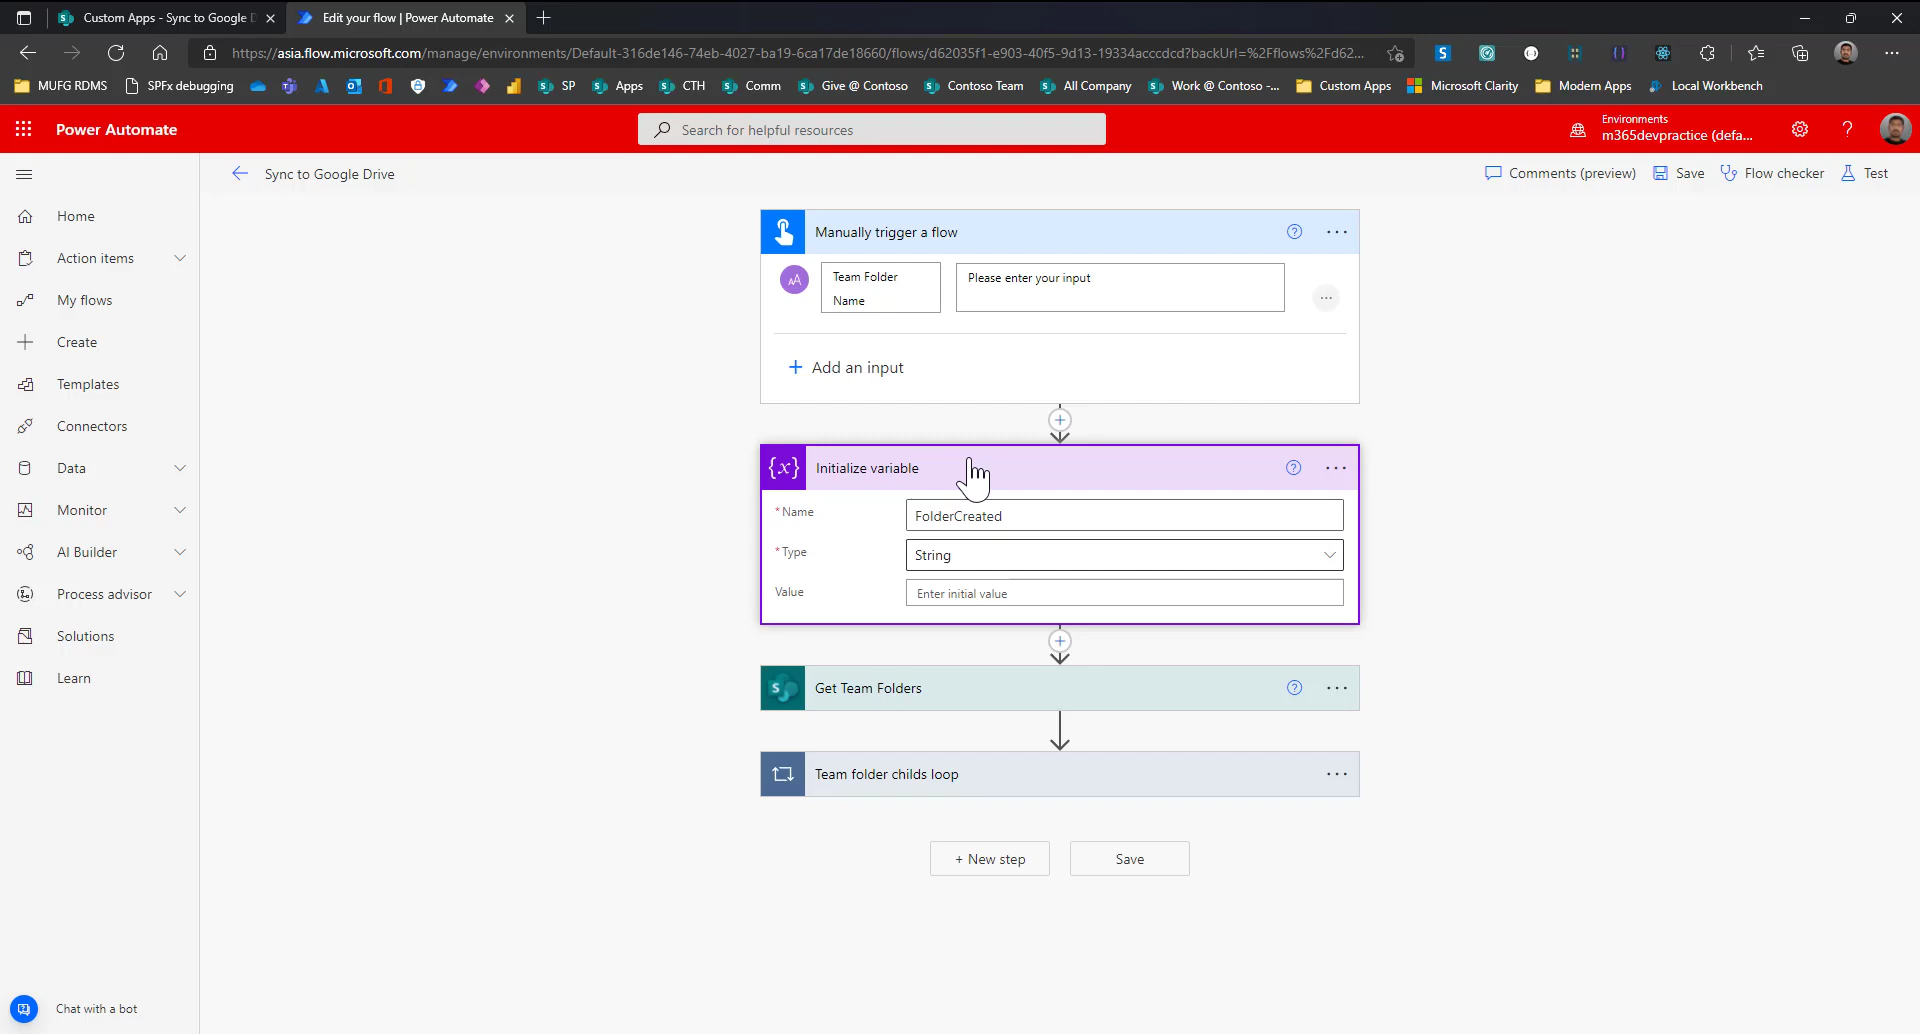 Custom Apps - Sync to Google D
Edit your flow | Power Automate
https://asia.flow.microsoft.com/manage/environments/Default-316de146-74eb-4027-ba19-6ca17de18660/flows/d62035f1-e903-40f5-9d13-19334acccdcd?backUrl=%2Fflows%2Fd62...
MUFG RDMS
SPFx debugging
SP
Apps
CTH
Comm
Give @ Contoso
Contoso Team
All Company
Work @ Contoso -...
Custom Apps
Microsoft Clarity
Modern Apps
Local Workbench
Power Automate
Search for helpful resources
Environments
m365devpractice (defa...
Sync to Google Drive
Comments (preview)
Save
Flow checker
Test
Home
Action items
My flows
Create
Templates
Connectors
Data
Monitor
AI Builder
Process advisor
Solutions
Learn
Chat with a bot
Manually trigger a flow
Team Folder
Name
Please enter your input
+ Add an input
{x} Initialize variable
* Name
FolderCreated
* Type
String
Value
Enter initial value
Get Team Folders
Team folder childs loop
+ New step
Save